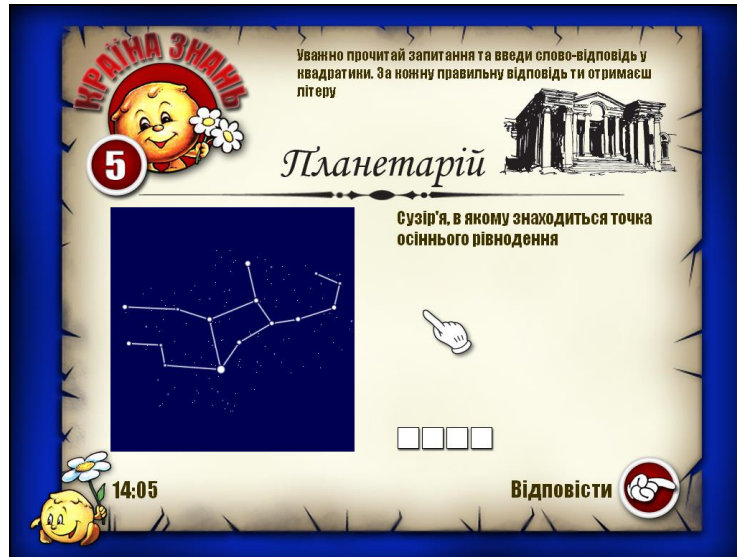 КРАЇНА ЗНАНЬ
5
Уважно прочитай запитання та введи слово-відповідь у
квадратики. За кожну правильну відповідь ти отримаєш
літеру
Планетарій
Сузір'я, в якому знаходиться точка
осіннього рівнодення
14:05
Відповісти